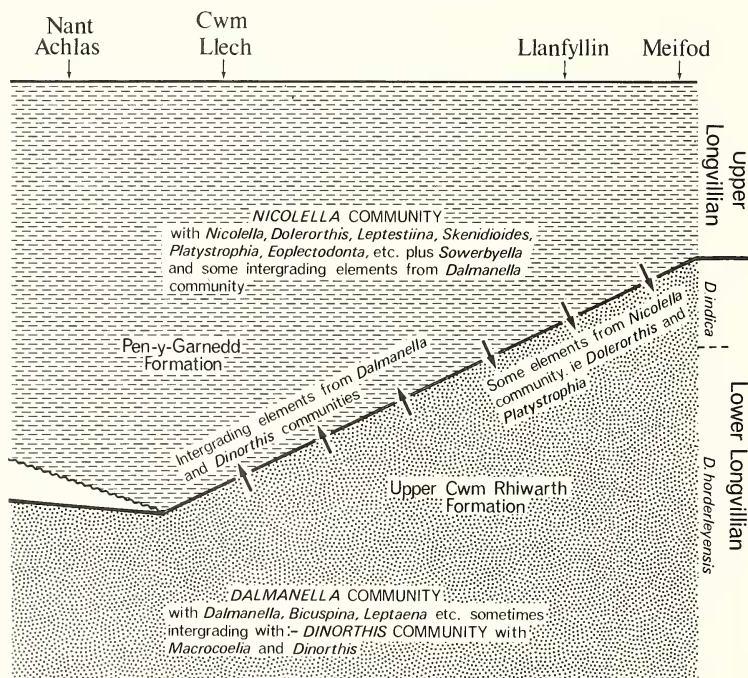 Nant
Achlas
Cwm
Llech
Llanfyllin
Meifod
Upper
Longvillian
NICOLELLA COMMUNITY
with Nicolella, Dolerorthis, Leptestiina, Skenidioides,
Platystrophia, Eoplectodonta, etc. plus Sowerbyella
and some intergrading elements from Dalmanella
community
D indica
Pen-y-Garnedd
Formation
Intergrading elements from Dalmanella
and Dinorthis communities
Some elements from Nicolella
community. ie Dolerorthis and
Platystrophia
Lower Longvillian
D. horderleyensis
Upper Cwm Rhiwarth
Formation
DALMANELLA COMMUNITY
with Dalmanella, Bicuspina, Leptaena etc. sometimes
intergrading with:- DINORTHIS COMMUNITY with
Macrocoelia and Dinorthis